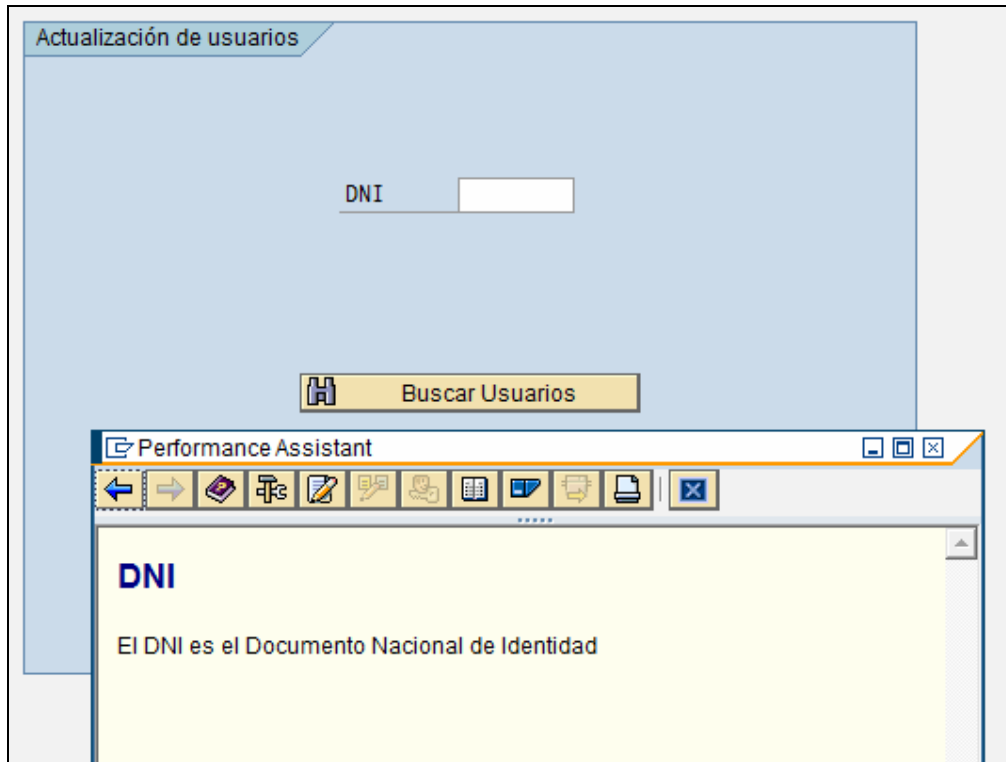 Actualización de usuarios
DNI
Buscar Usuarios
Performance Assistant
DNI
El DNI es el Documento Nacional de Identidad